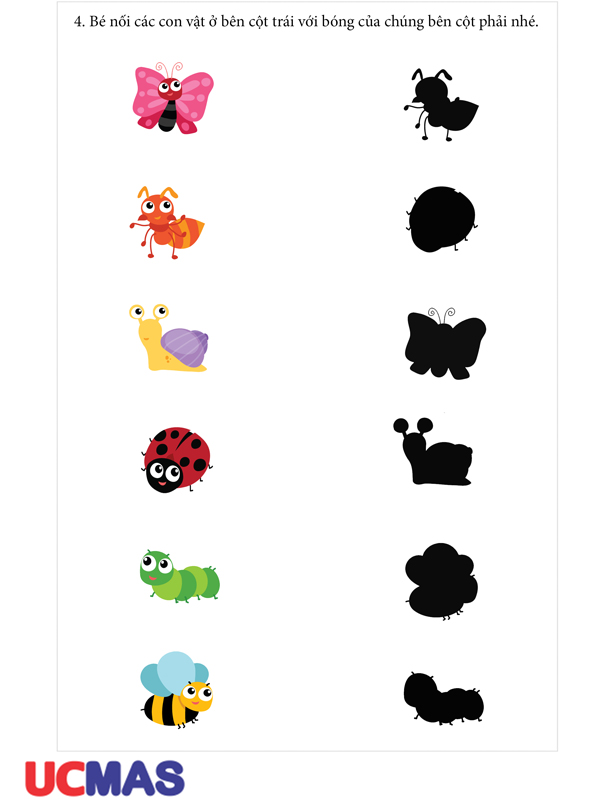 4. Bé nối các con vật ở bên cột trái với bóng của chúng bên cột phải nhé.
UCMAS